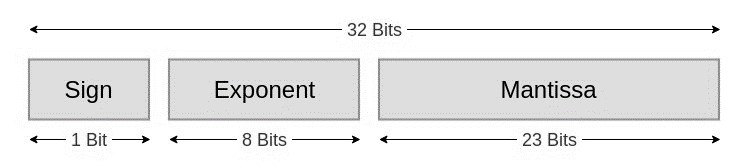 32 Bits
Sign
Exponent
Mantissa
1 Bit
8 Bits
23 Bits